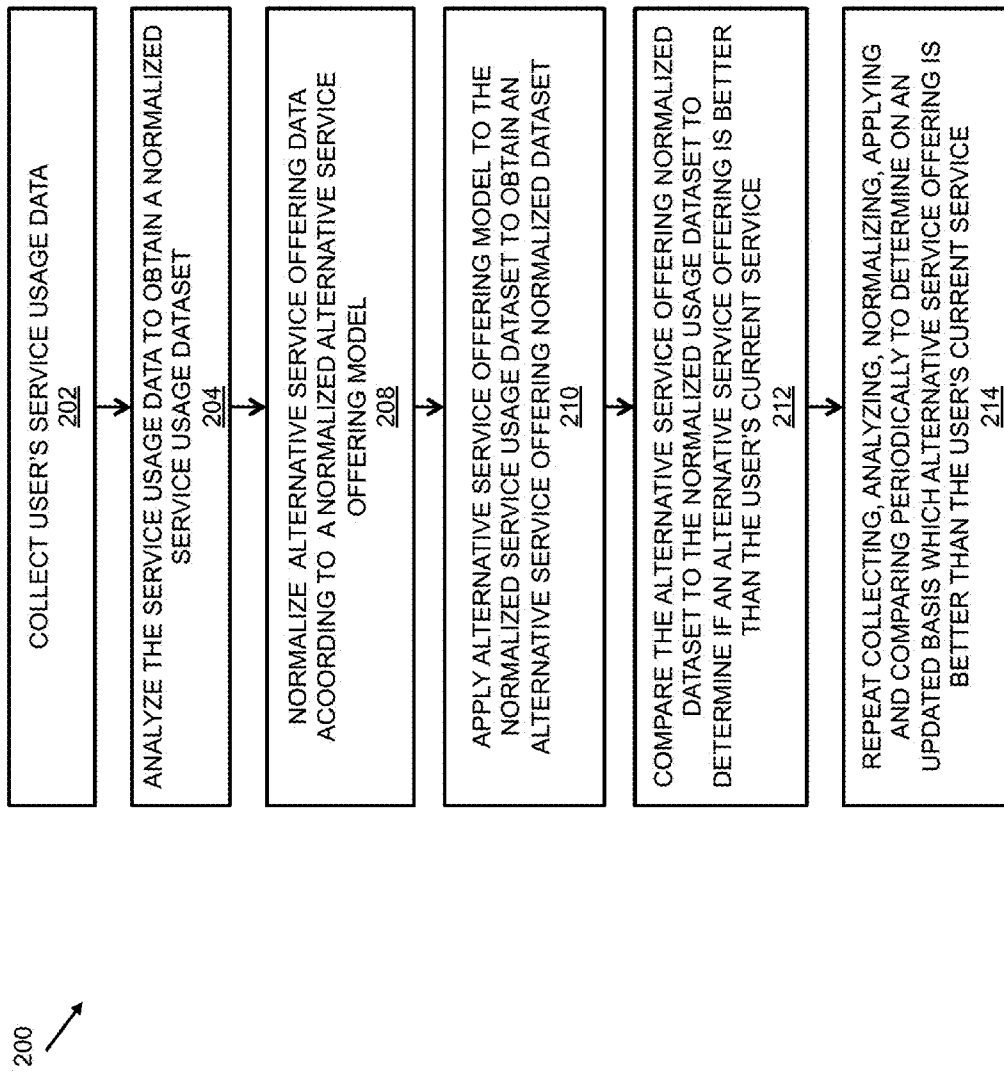 200
COLLECT USER'S SERVICE USAGE DATA
202
ANALYZE THE SERVICE USAGE DATA TO OBTAIN A NORMALIZED
SERVICE USAGE DATASET
204
NORMALIZE ALTERNATIVE SERVICE OFFERING DATA
ACOORDING TO A NORMALIZED ALTERNATIVE SERVICE
OFFERING MODEL
208
APPLY ALTERNATIVE SERVICE OFFERING MODEL TO THE
NORMALIZED SERVICE USAGE DATASET TO OBTAIN AN
ALTERNATIVE SERVICE OFFERING NORMALIZED DATASET
210
COMPARE THE ALTERNATIVE SERVICE OFFERING NORMALIZED
DATASET TO THE NORMALIZED USAGE DATASET TO
DETERMINE IF AN ALTERNATIVE SERVICE OFFERING IS BETTER
THAN THE USER'S CURRENT SERVICE
212
REPEAT COLLECTING, ANALYZING, NORMALIZING, APPLYING
AND COMPARING PERIODICALLY TO DETERMINE ON AN
UPDATED BASIS WHICH ALTERNATIVE SERVICE OFFERING IS
BETTER THAN THE USER'S CURRENT SERVICE
214